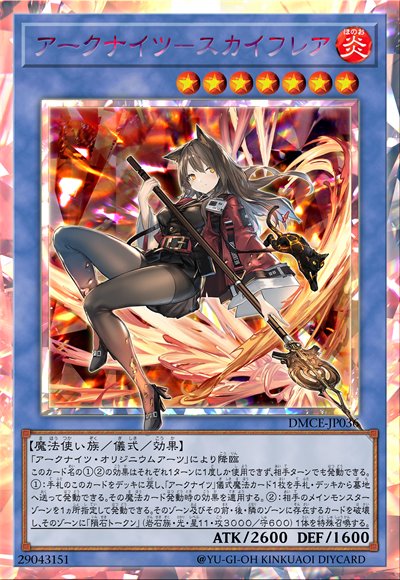 アークナイツースカイフレア
炎
ほのお
DMCE-JP036
【魔法使い族／儀式／効果】
「アークナイツ・オリジニウムアーツ」により降臨
このカード名の①②の効果はそれぞれ1ターンに1度しか使用できず、相手ターンでも発動できる。
①：手札のこのカードをデッキに戻し、「アークナイツ」儀式魔法カード1枚を手札・デッキから墓地
へ送って発動できる。その魔法カード発動時の効果を適用する。②：相手のメインモンスター
ゾーンを1ヵ所指定して発動できる。そのゾーン及びその前・後・隣のゾーンに存在するカードを破壊
し、そのゾーンに「隕石トークン」（岩石族・光・星11・攻3000／守600）1体を特殊召喚する。
ATK/2600 DEF/1600
29043151
©YU-GI-OH KINKUAOI DIYCARD